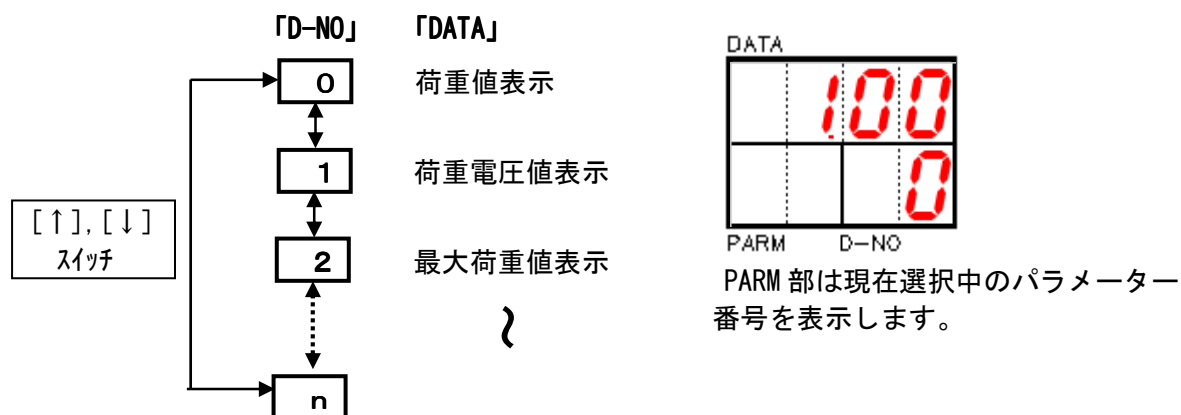 「D-NO」 「DATA」
0 荷重値表示
1 荷重電圧値表示
2 最大荷重値表示
～
n
[↑],[↓]
スイッチ
DATA
1.00
0
PARM D-NO
PARM 部は現在選択中のパラメーター
番号を表示します。